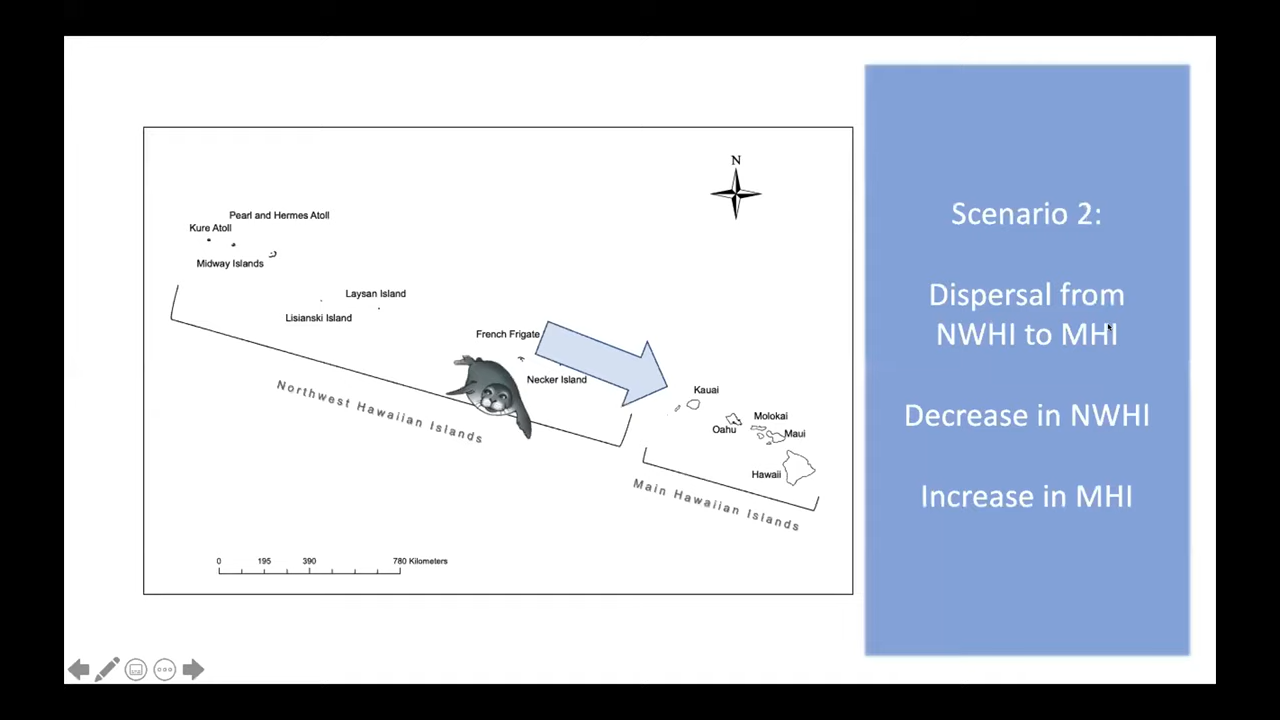 N
Pearl and Hermes Atoll
Kure Atoll
Midway Islands
Laysan Island
Lisianski Island
French Frigate
Necker Island
Kauai
Molokai
Oahu
Maui
Hawaii
Northwest Hawaiian Islands
Main Hawaiian Islands
0 195 390 780 Kilometers
Scenario 2:
Dispersal from
NWHI to MHI
Decrease in NWHI
Increase in MHI